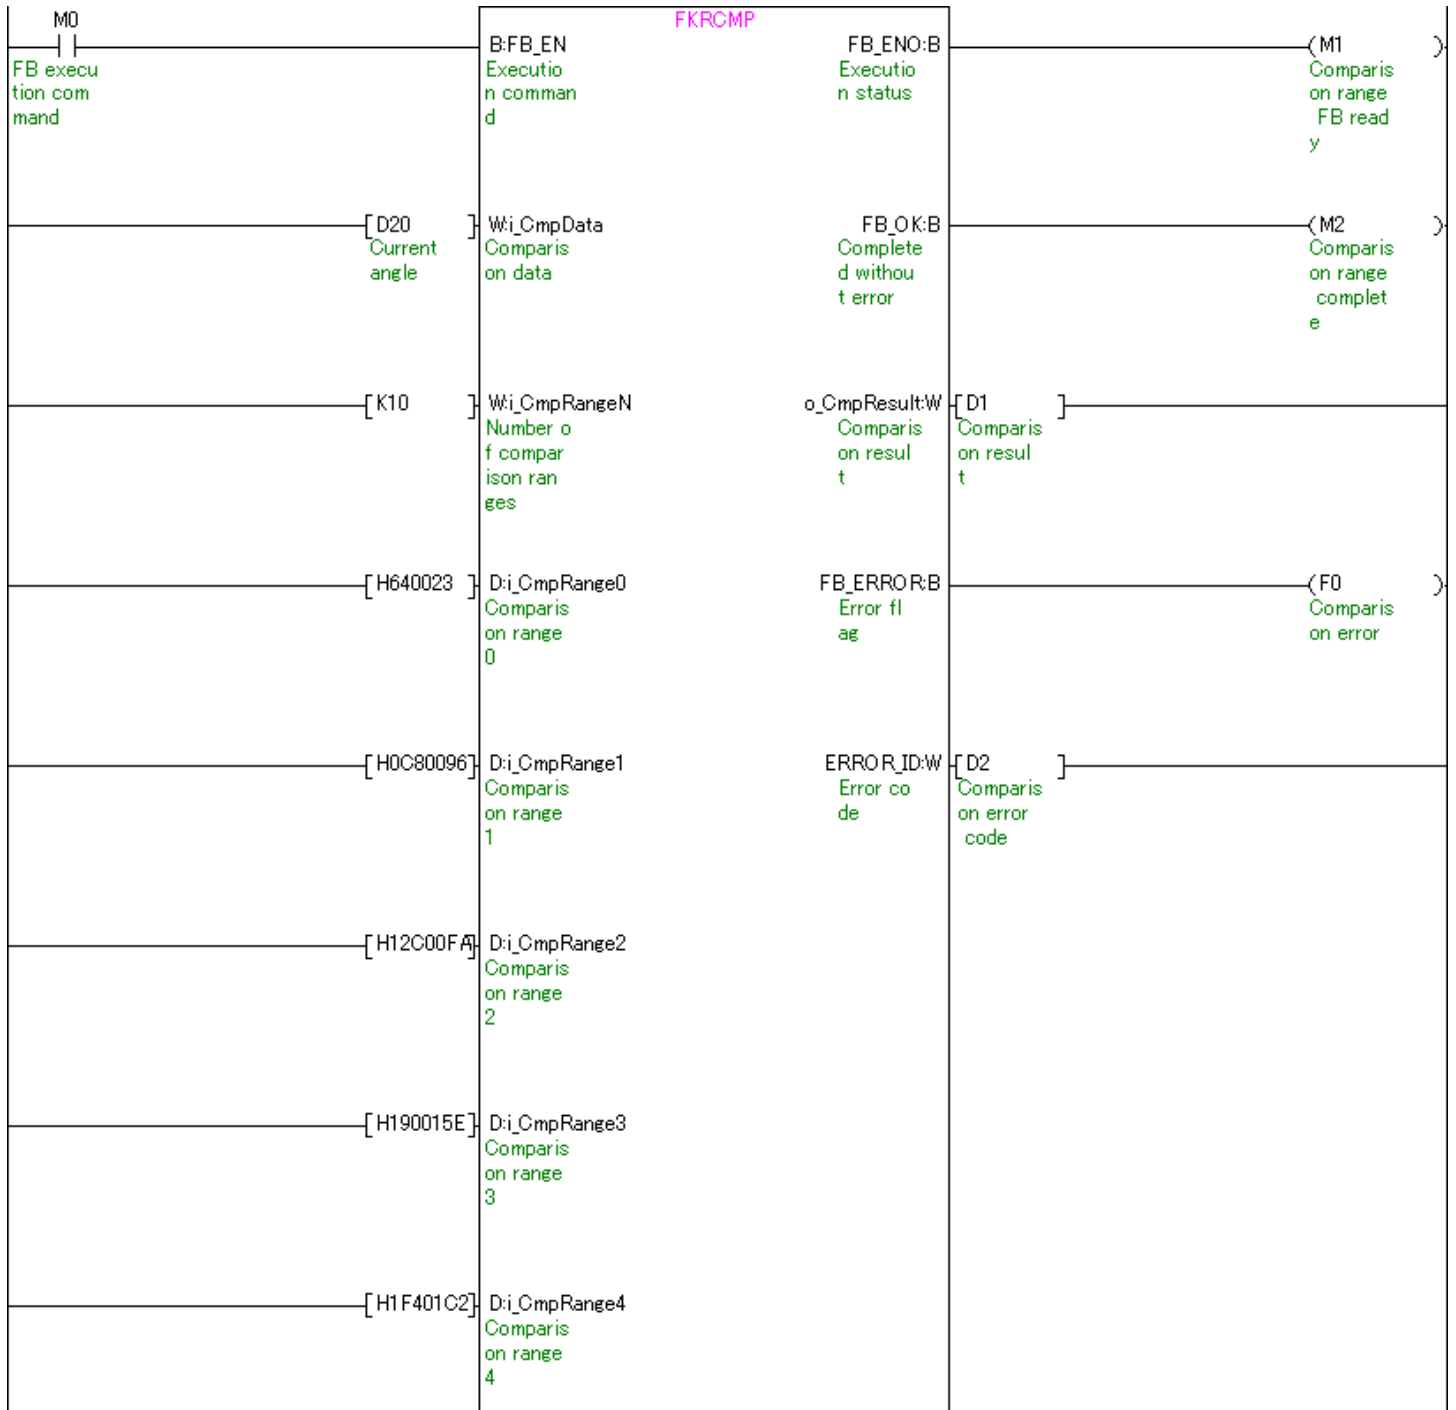 M0
FKRCMP
B:FB_EN
FB_ENO:B
M1
FB execu
tion com
mand
Executio
n comman
d
Executio
n status
Comparis
on range
FB read
y
D20
W:i_CmpData
FB_OK:B
M2
Current
angle
Comparis
on data
Complete
d withou
t error
Comparis
on range
complet
e
K10
W:i_CmpRangeN
o_CmpResult:W
D1
Number o
f compar
ison ran
ges
Comparis
on resul
t
Comparis
on resul
t
H640023
D:i_CmpRange0
FB_ERROR:B
F0
Comparis
on range
0
Error fl
ag
Comparis
on error
H0C80096
D:i_CmpRange1
ERROR_ID:W
D2
Comparis
on range
1
Error co
de
Comparis
on error
code
H12C00FA
D:i_CmpRange2
Comparis
on range
2
H190015E
D:i_CmpRange3
Comparis
on range
3
H1F401C2
D:i_CmpRange4
Comparis
on range
4